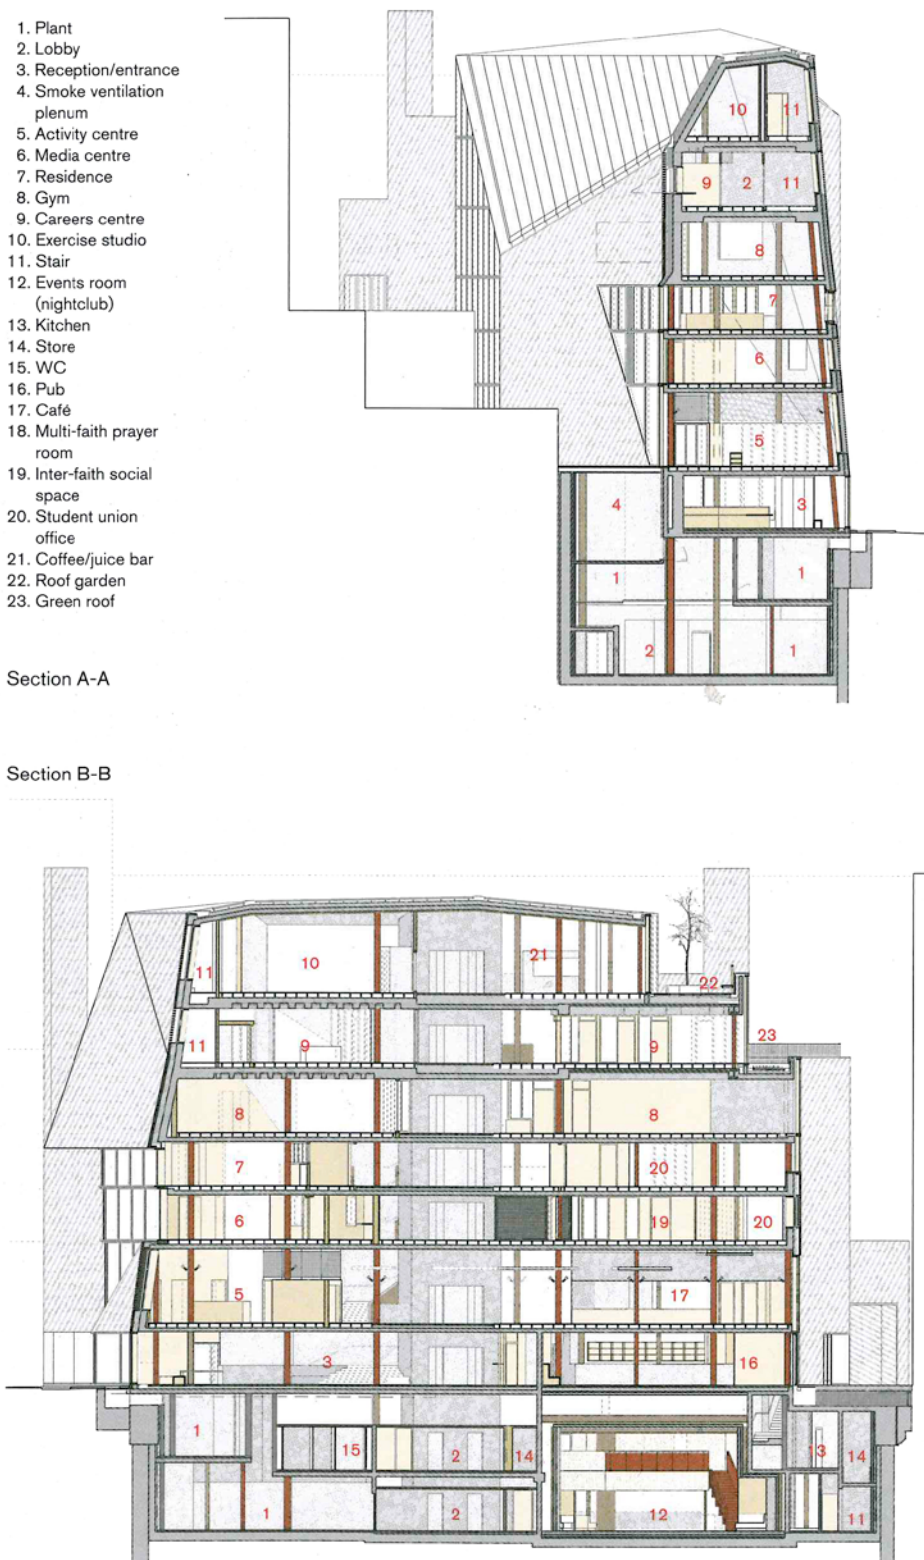 1. Plant
2. Lobby
3. Reception/entrance
4. Smoke ventilation
plenum
5. Activity centre
6. Media centre
7. Residence
8. Gym
9. Careers centre
10. Exercise studio
11. Stair
12. Events room
(nightclub)
13. Kitchen
14. Store
15. WC
16. Pub
17. Café
18. Multi-faith prayer
room
19. Inter-faith social
space
20. Student union
office
21. Coffee/juice bar
22. Roof garden
23. Green roof
10 11
9 2 11
8
7
6
5
4 3
1 1
2 1
Section A-A
Section B-B
11 10 21 22
11 9 9 23
8 8
7 20
6 19 20
5 17
3 16
1 15 2 14 13 14
1 2 12 11